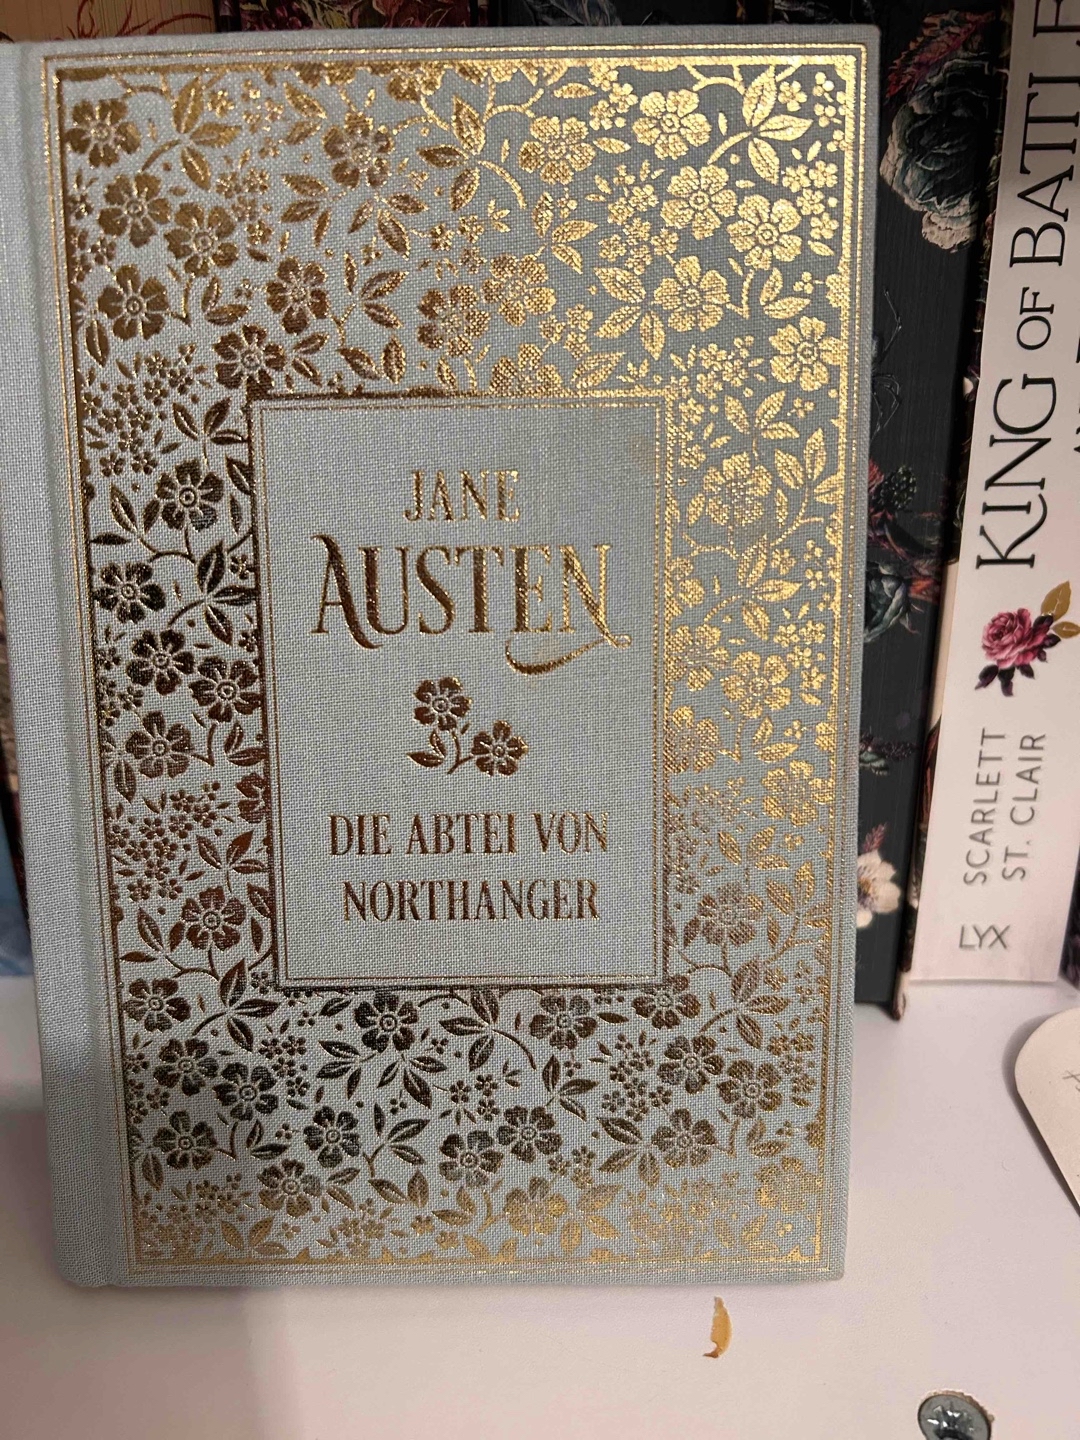 JANE
AUSTEN
DIE ABTEI VON
NORTHANGER
KING OF BATTLE
SCARLETT
ST. CLAIR
LYX